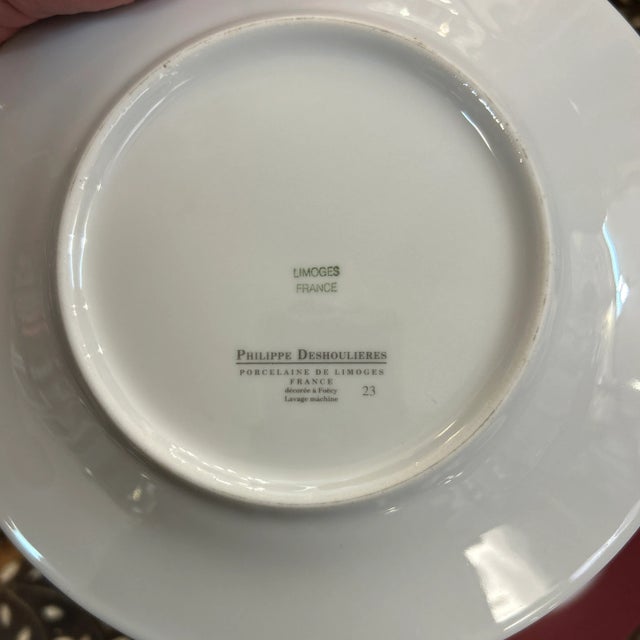 LIMOGES
FRANCE
PHILIPPE DESHOULIERES
PORCELAINE DE LIMOGES
FRANCE
décorée à Foëcy
Lavage machine
23